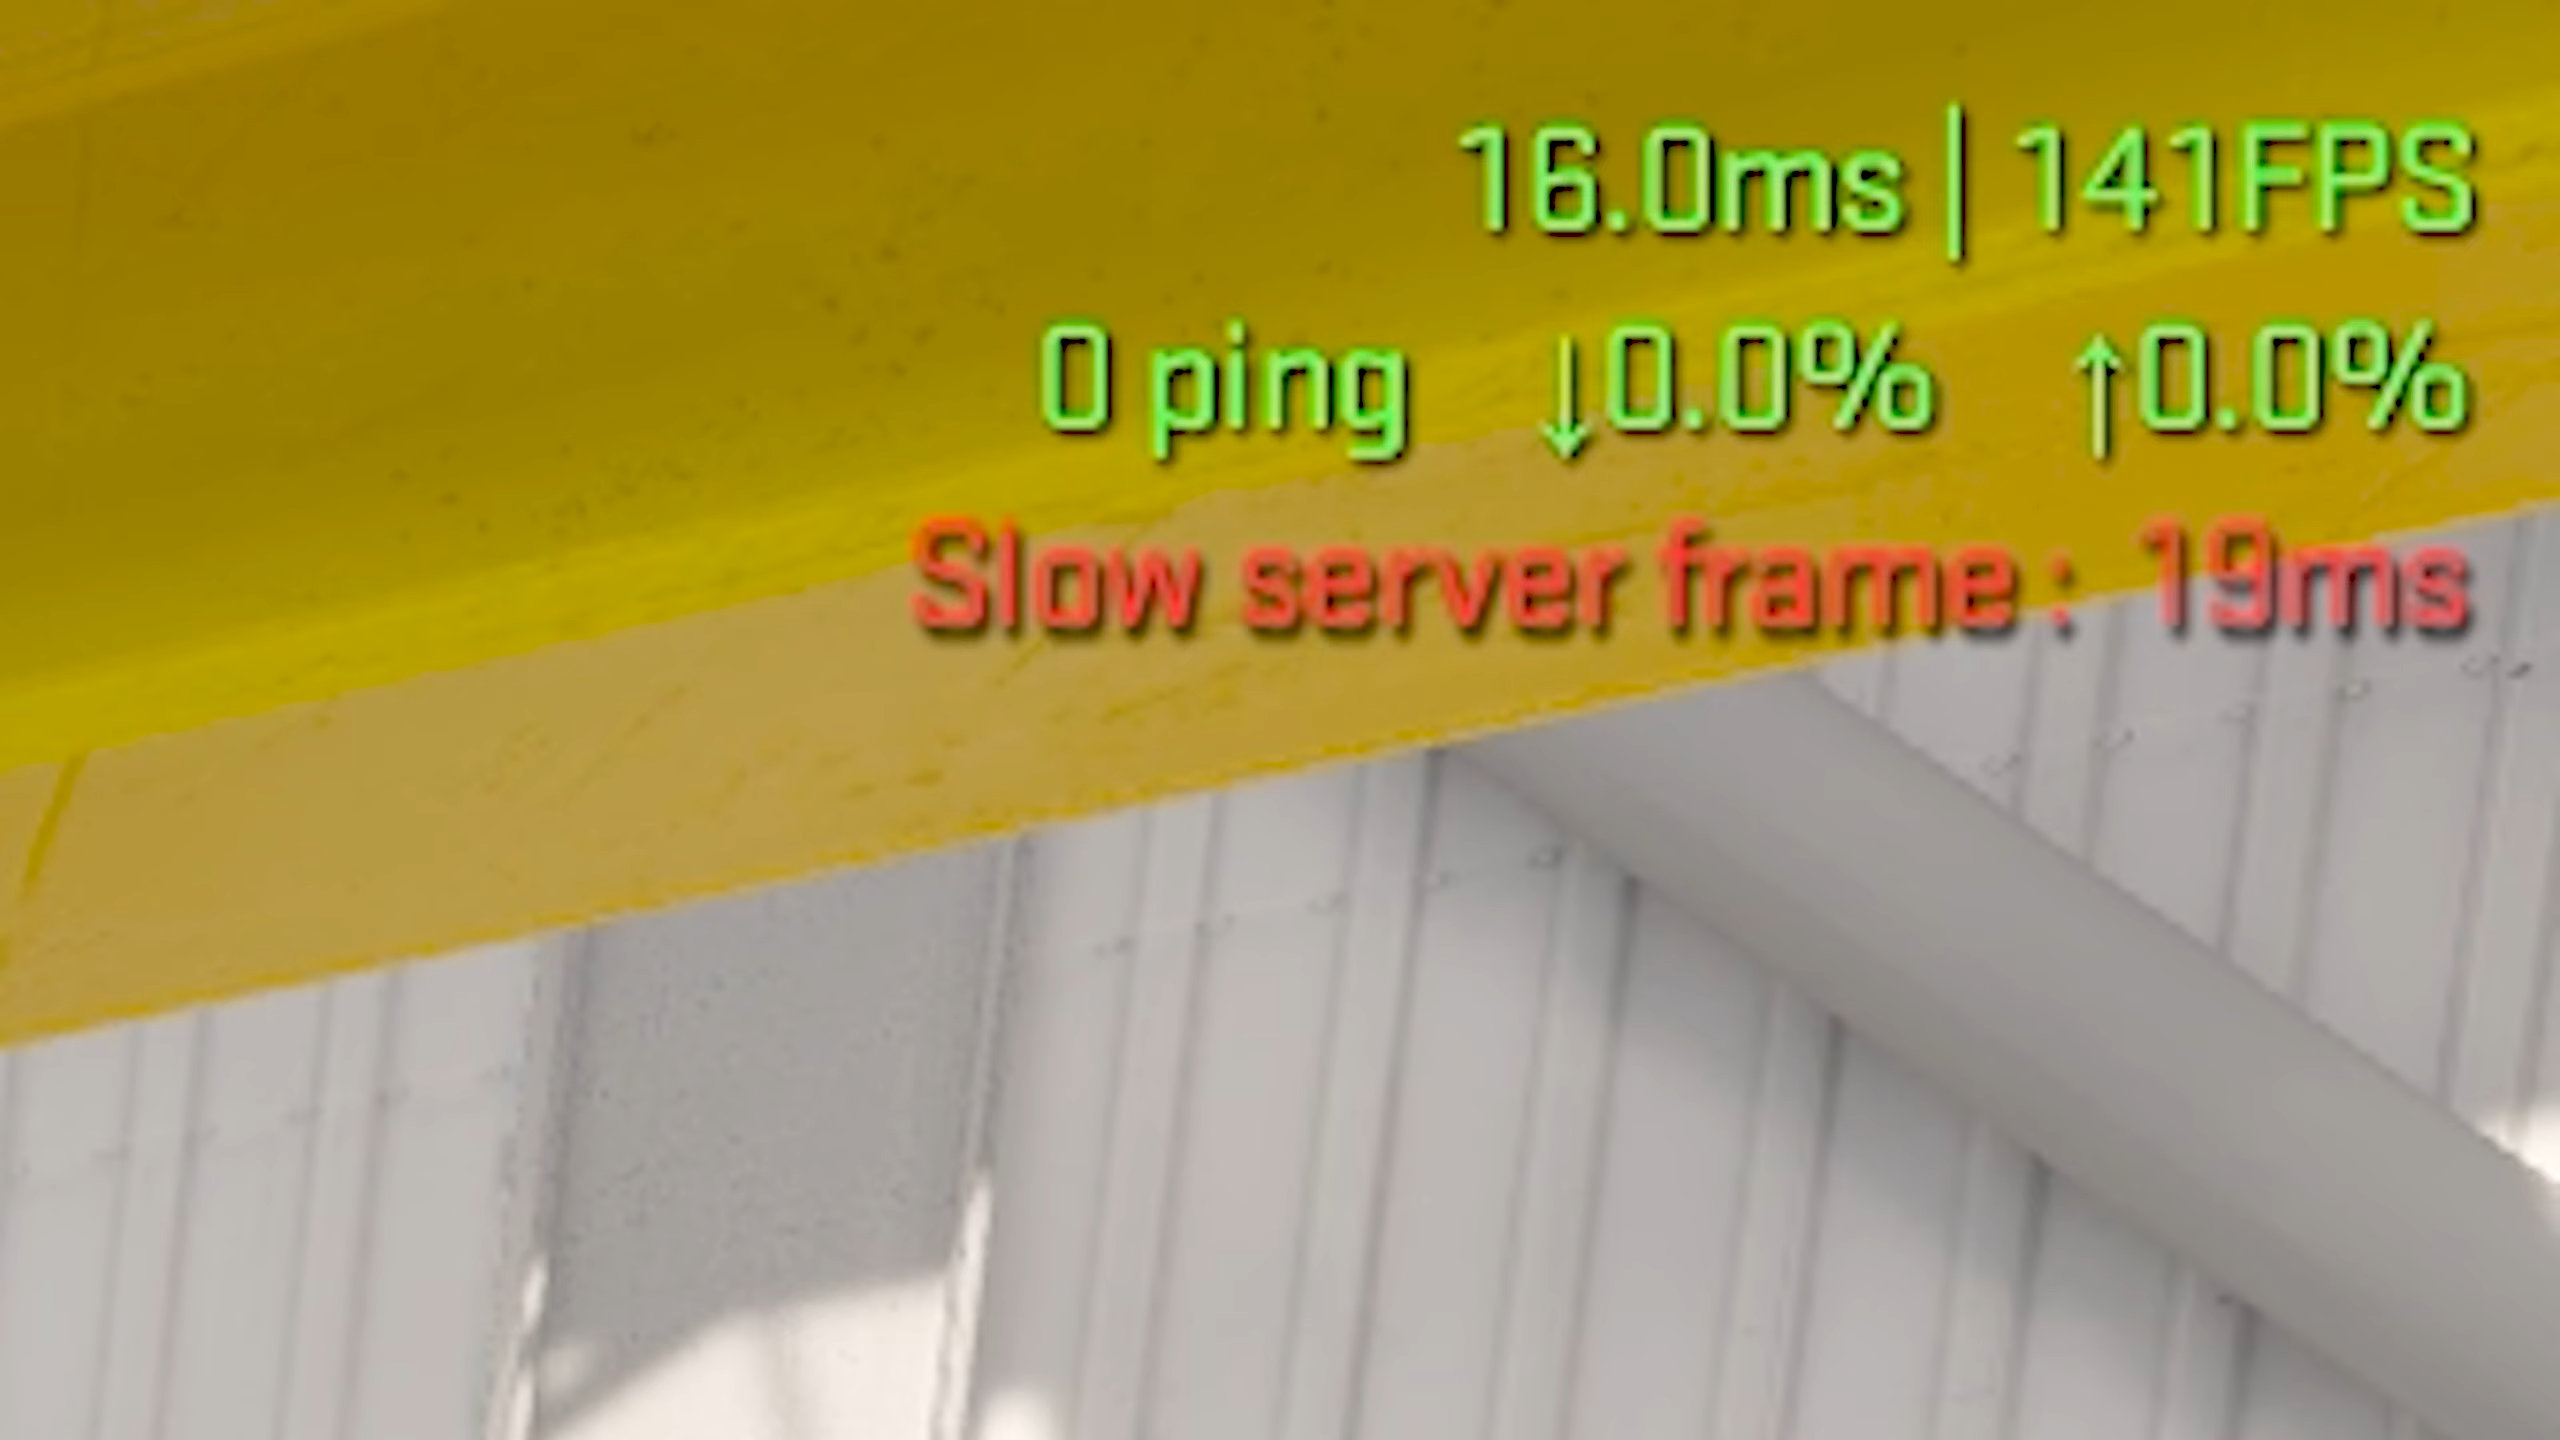 16.0ms | 141FPS
0 ping ↓0.0% ↑0.0%
Slow server frame : 19ms